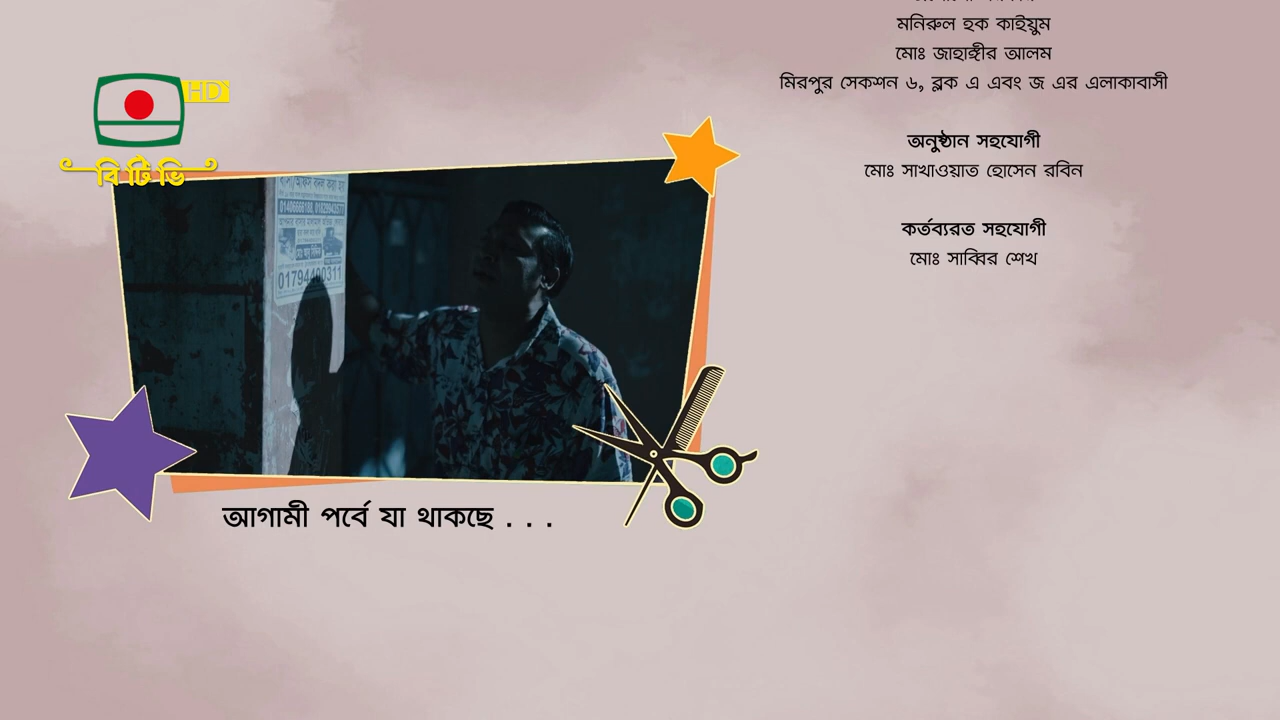 HD
বিটিভি
মনিরুল হক কাইয়ুম
মোঃ জাহাঙ্গীর আলম
মিরপুর সেকশন ৬, ব্লক এ এবং জ এর এলাকাবাসী
অনুষ্ঠান সহযোগী
মোঃ সাখাওয়াত হোসেন রবিন
কর্তব্যরত সহযোগী
মোঃ সাব্বির শেখ
আগামী পর্বে যা থাকছে . . .